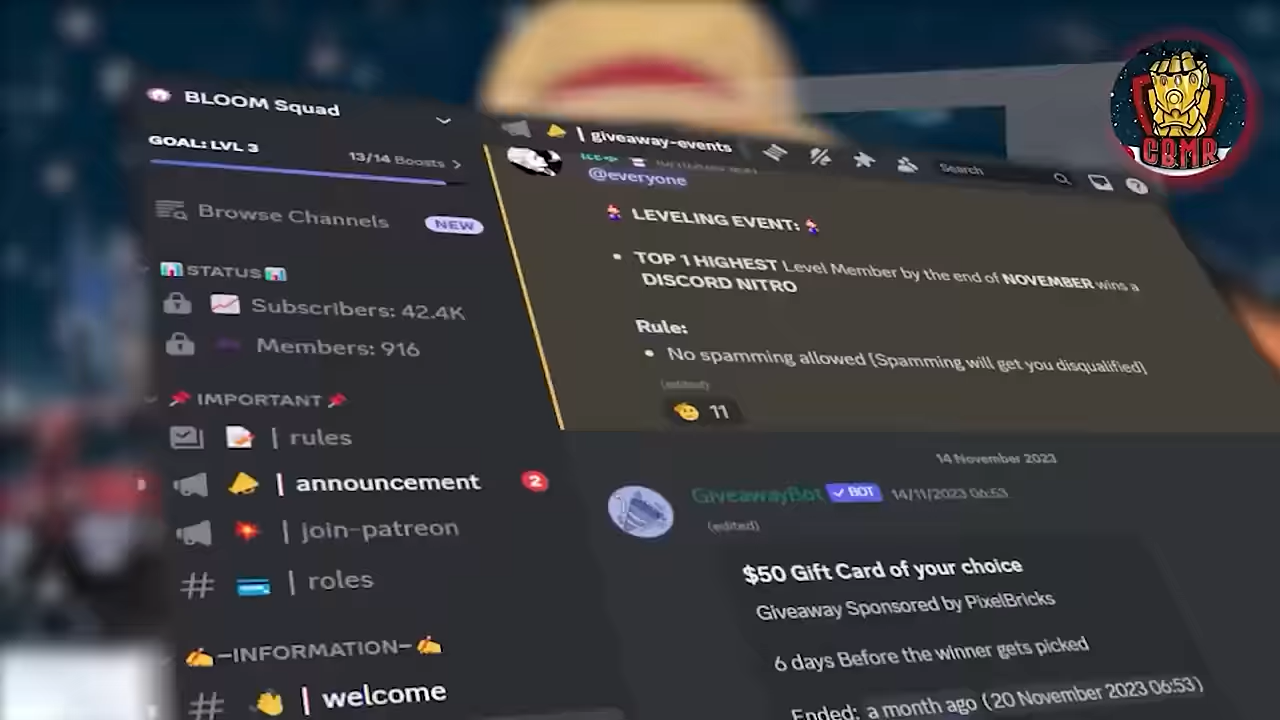 BLOOM Squad
GOAL: LVL 3
13/14 Boosts
Browse Channels
NEW
STATUS
Subscribers: 42.4K
Members: 916
IMPORTANT
| rules
| announcement
2
| join-patreon
# | roles
-INFORMATION-
# | welcome
| giveaway-events
Search
@everyone
LEVELING EVENT:
• TOP 1 HIGHEST Level Member by the end of NOVEMBER wins a
DISCORD NITRO
Rule:
• No spamming allowed [Spamming will get you disqualified]
(edited)
11
14 November 2023
GiveawayBot BOT 14/11/2023 06:53
(edited)
$50 Gift Card of your choice
Giveaway Sponsored by PixelBricks
6 days Before the winner gets picked
Ended: a month ago (20 November 2023 06:53)
CBMR